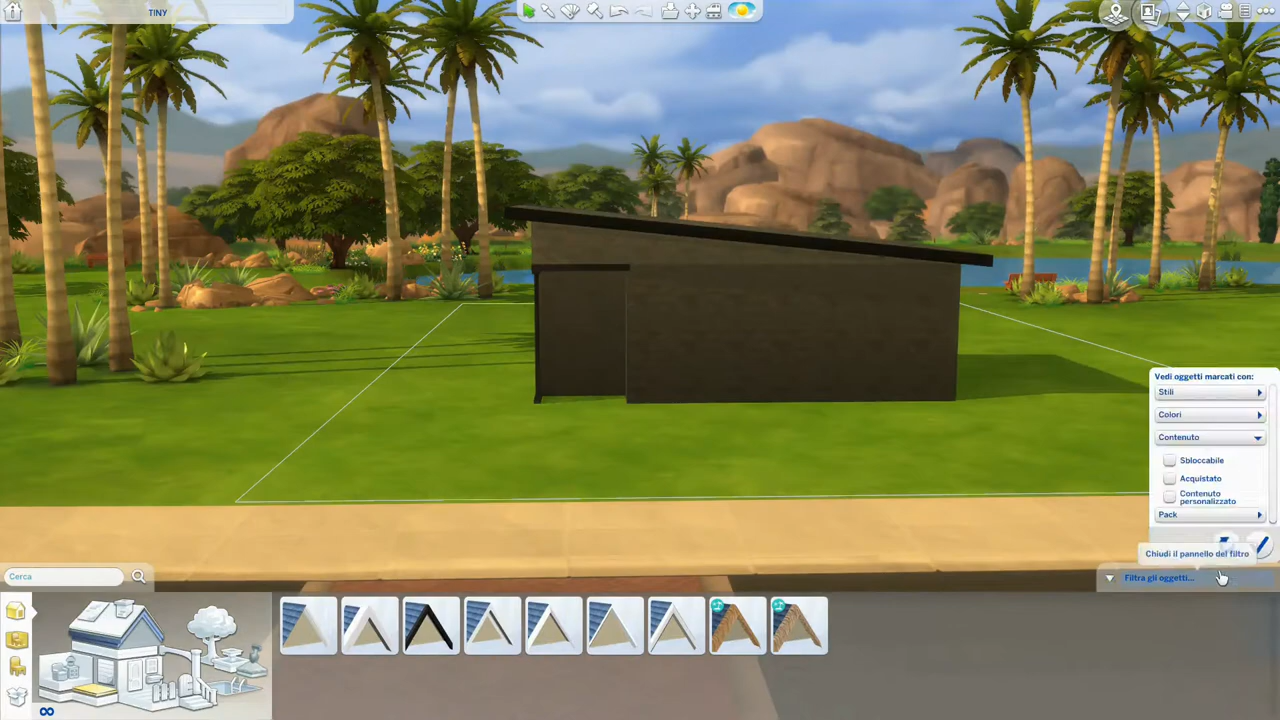 TINY
Vedi oggetti marcati con:
Stili
Colori
Contenuto
Sbloccabile
Acquistato
Contenuto
personalizzato
Pack
Chiudi il pannello del filtro
Filtra gli oggetti...
Cerca